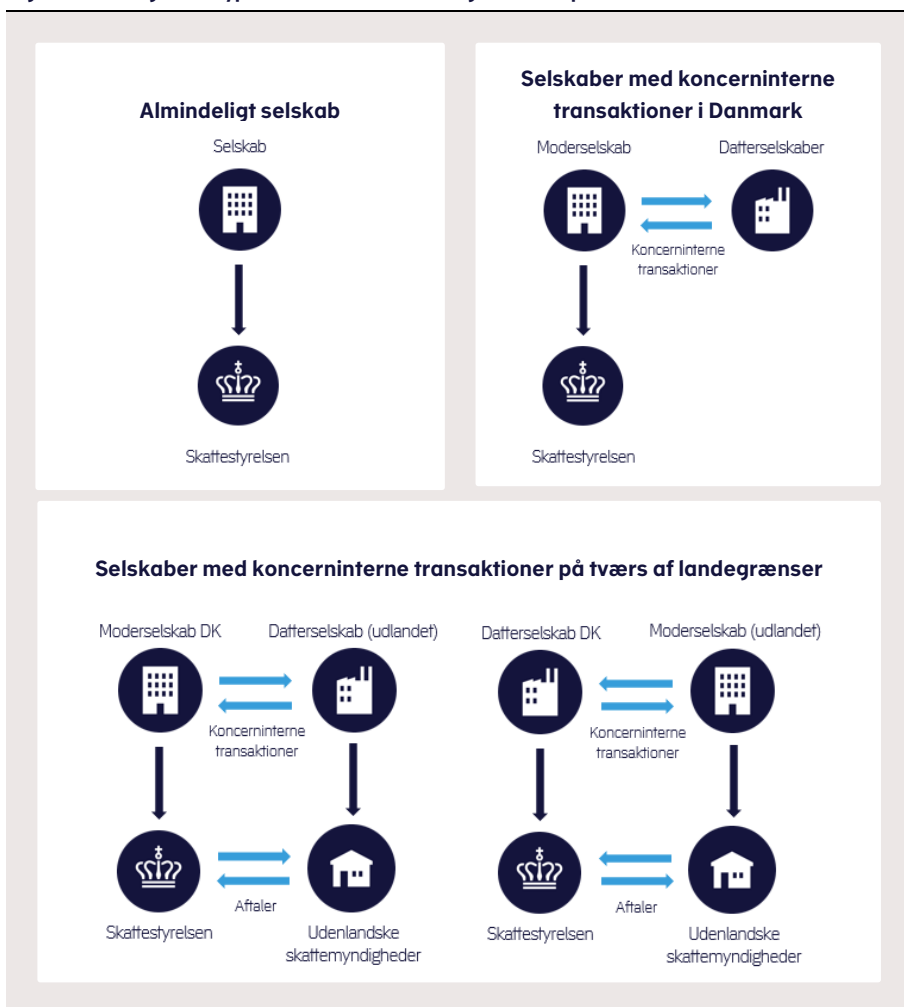 Almindeligt selskab
Selskab
Skattestyrelsen
Selskaber med koncerninterne
transaktioner i Danmark
Moderselskab Datterselskaber
Koncerninterne
transaktioner
Skattestyrelsen
Selskaber med koncerninterne transaktioner på tværs af landegrænser
Moderselskab DK Datterselskab (udlandet)
Koncerninterne
transaktioner
Aftaler
Skattestyrelsen Udenlandske
skattemyndigheder
Datterselskab DK Moderselskab (udlandet)
Koncerninterne
transaktioner
Aftaler
Skattestyrelsen Udenlandske
skattemyndigheder